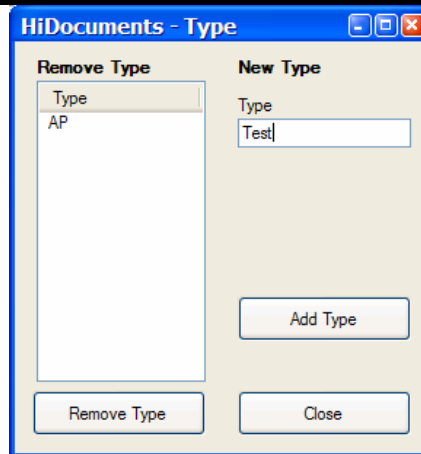 HiDocuments - Type
Remove Type
Type
AP
Remove Type
New Type
Type
Test
Add Type
Close